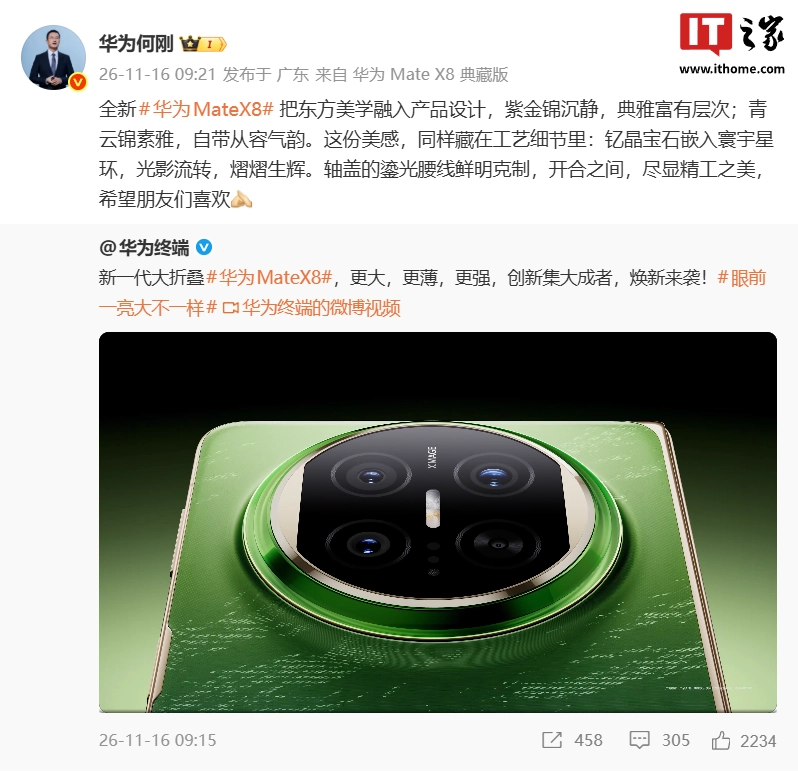 华为何刚 1
IT之家
www.ithome.com
26-11-16 09:21 发布于 广东 来自 华为 Mate X8 典藏版
全新#华为MateX8# 把东方美学融入产品设计，紫金锦沉静，典雅富有层次；青
云锦素雅，自带从容气韵。这份美感，同样藏在工艺细节里：钇晶宝石嵌入寰宇星
环，光影流转，熠熠生辉。轴盖的鎏光腰线鲜明克制，开合之间，尽显精工之美，
希望朋友们喜欢
@华为终端
新一代大折叠#华为MateX8#，更大，更薄，更强，创新集大成者，焕新来袭！#眼前
一亮大不一样# 华为终端的微博视频
XMAGE
26-11-16 09:15
458
305
2234